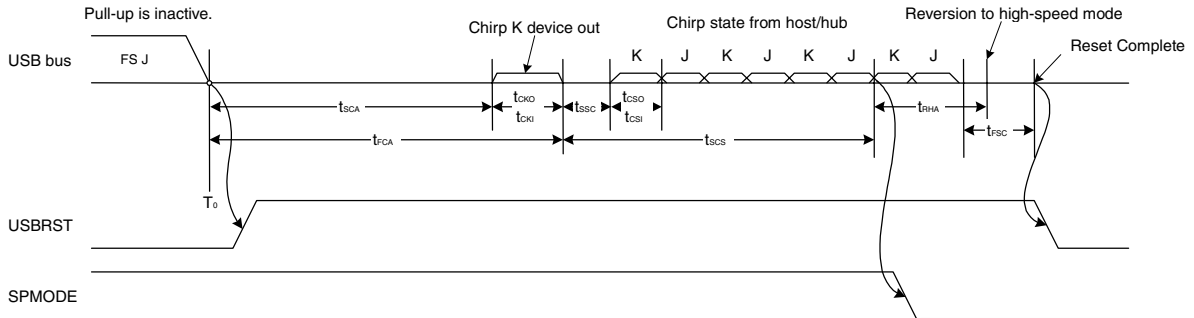 Pull-up is inactive.
Reversion to high-speed mode
Chirp K device out
Chirp state from host/hub
Reset Complete
USB bus
FS J
K J K J K J K J
tSCA
tCKO
tCKI
tSSC
tCSO
tCSI
tRHA
tFCA
tSCS
tFSC
T0
USBRST
SPMODE